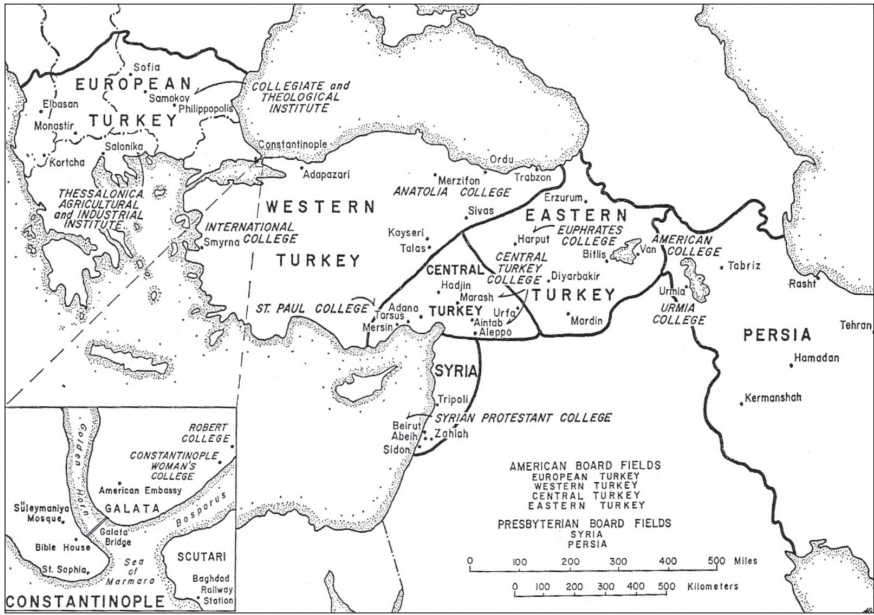 EUROPEAN
TURKEY
Sofia
Samokov
Philippopolis
Elbasan
Monastir
Kortcha
Salonika
COLLEGIATE and
THEOLOGICAL
INSTITUTE
Constantinople
Adapazari
THESSALONICA
AGRICULTURAL
and INDUSTRIAL
INSTITUTE
INTERNATIONAL
COLLEGE
Smyrna
WESTERN
TURKEY
Merzifon
ANATOLIA COLLEGE
Ordu
Trabzon
Sivas
Kayseri
Talas
EASTERN
TURKEY
Erzurum
EUPHRATES
COLLEGE
Harput
Bitlis
Van
AMERICAN
COLLEGE
Diyarbakir
Mardin
CENTRAL
TURKEY
COLLEGE
CENTRAL
TURKEY
Hadjin
Marash
Urfa
Aintab
Aleppo
ST. PAUL COLLEGE
Adana
Tarsus
Mersin
Urmia
URMIA
COLLEGE
Tabriz
Rasht
Tehran
PERSIA
Hamadan
Kermanshah
SYRIA
Tripoli
SYRIAN PROTESTANT COLLEGE
Beirut
Abeih
Zahlah
Sidon
AMERICAN BOARD FIELDS
EUROPEAN TURKEY
WESTERN TURKEY
CENTRAL TURKEY
EASTERN TURKEY
PRESBYTERIAN BOARD FIELDS
SYRIA
PERSIA
0 100 200 300 400 500 Miles
0 100 200 300 400 500 Kilometers
Golden Horn
ROBERT
COLLEGE
CONSTANTINOPLE
WOMAN'S
COLLEGE
American Embassy
GALATA
Bosporus
Süleymaniya
Mosque
Galata
Bridge
Bible House
St. Sophia
Sea
of
Marmara
SCUTARI
Baghdad
Railway
Station
CONSTANTINOPLE